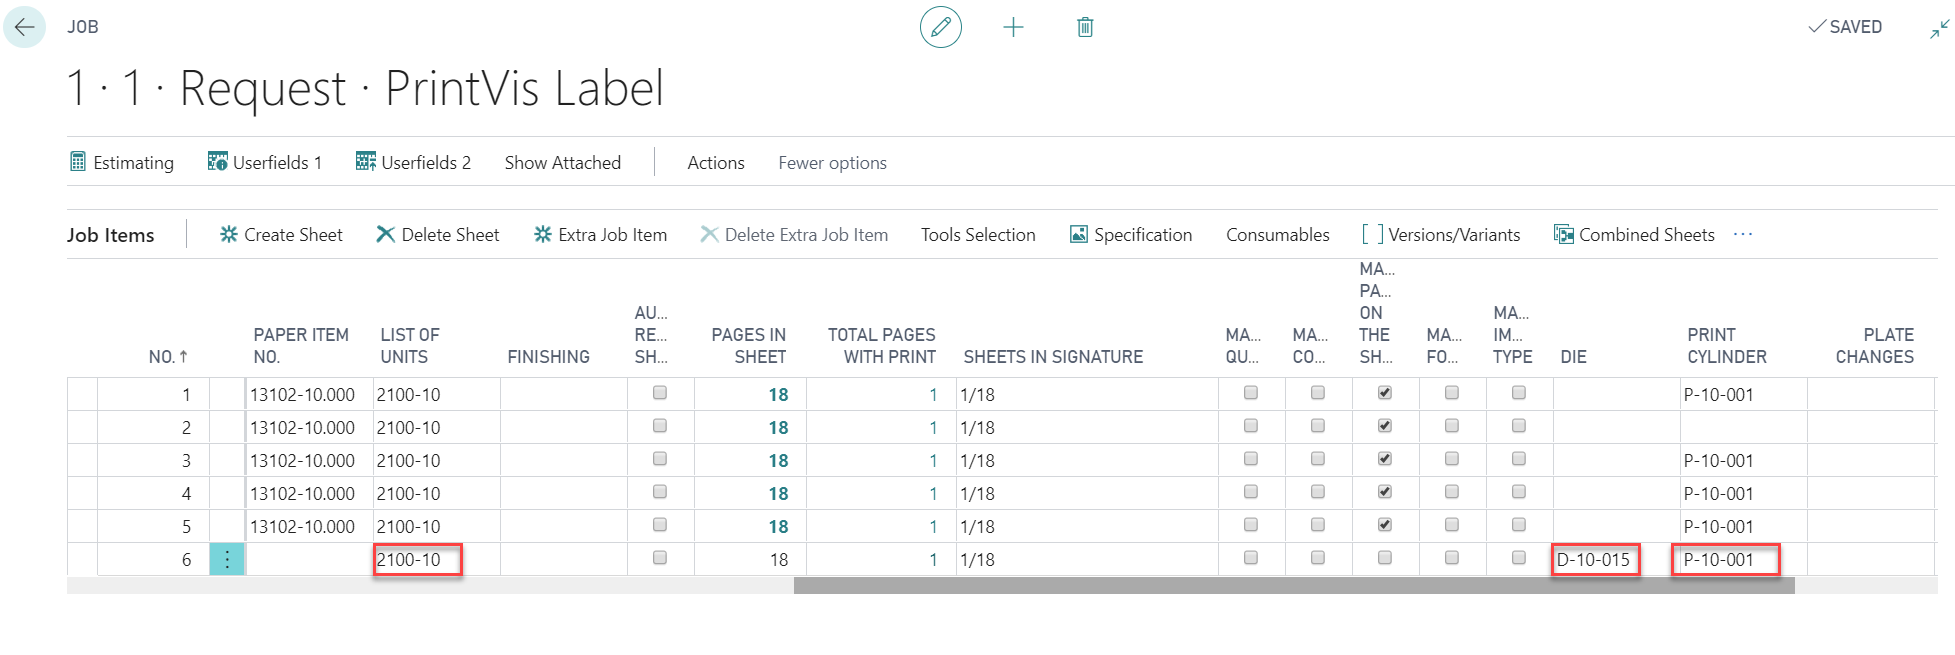 JOB
SAVED
1 · 1 · Request · PrintVis Label
Estimating Userfields 1 Userfields 2 Show Attached Actions Fewer options
Job Items Create Sheet Delete Sheet Extra Job Item Delete Extra Job Item Tools Selection Specification Consumables Versions/Variants Combined Sheets ...
NO.↑ PAPER ITEM NO. LIST OF UNITS FINISHING AU... RE... SH... PAGES IN SHEET TOTAL PAGES WITH PRINT SHEETS IN SIGNATURE MA... QU... MA... CO... MA... PA... ON THE SH... MA... FO... MA... IM... TYPE DIE PRINT CYLINDER PLATE CHANGES
1 13102-10.000 2100-10 18 1 1/18 P-10-001
2 13102-10.000 2100-10 18 1 1/18
3 13102-10.000 2100-10 18 1 1/18 P-10-001
4 13102-10.000 2100-10 18 1 1/18 P-10-001
5 13102-10.000 2100-10 18 1 1/18 P-10-001
6 2100-10 18 1 1/18 D-10-015 P-10-001